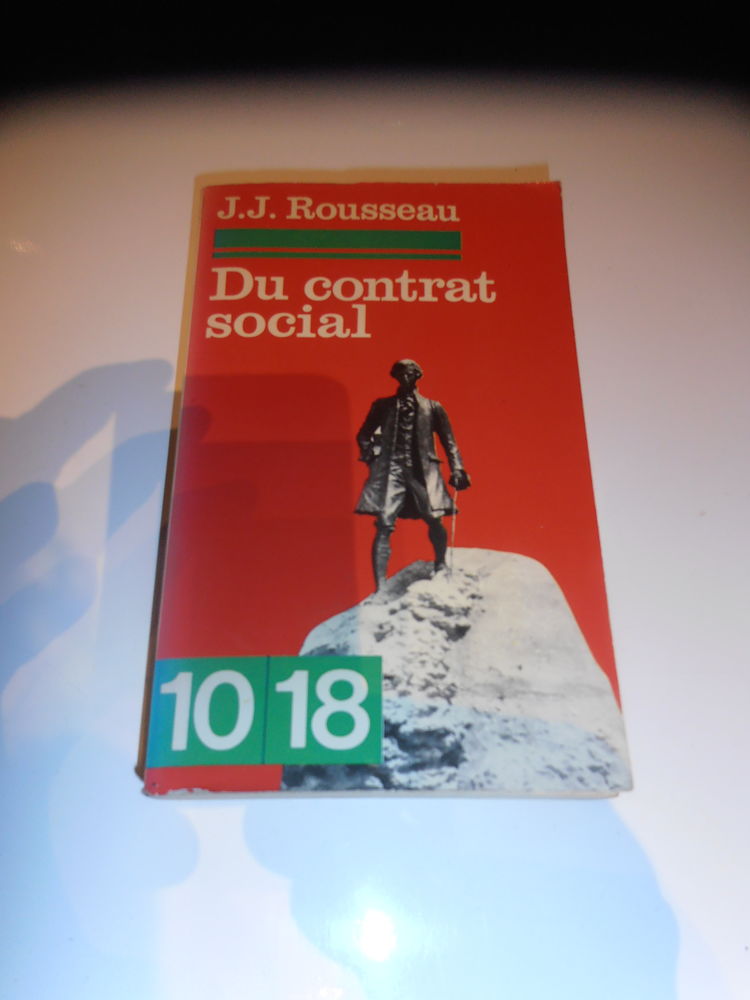 J.J. Rousseau
Du contrat
social
10 18